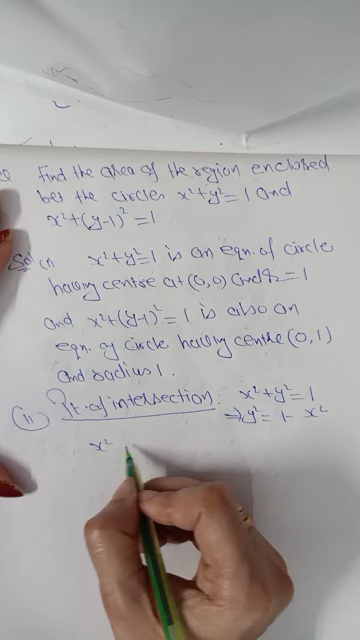 Find the area of the region enclosed
bet the circles x²+y²=1 and
x²+(y-1)²=1
Sol (i) x²+y²=1 is an eqn. of circle
having centre at (0,0) and r=1
and x²+(y-1)²=1 is also an
eqn. of circle having centre (0,1)
and radius 1.
(ii) Pt. of intersection: x²+y²=1
⇒ y²= 1- x²
x²